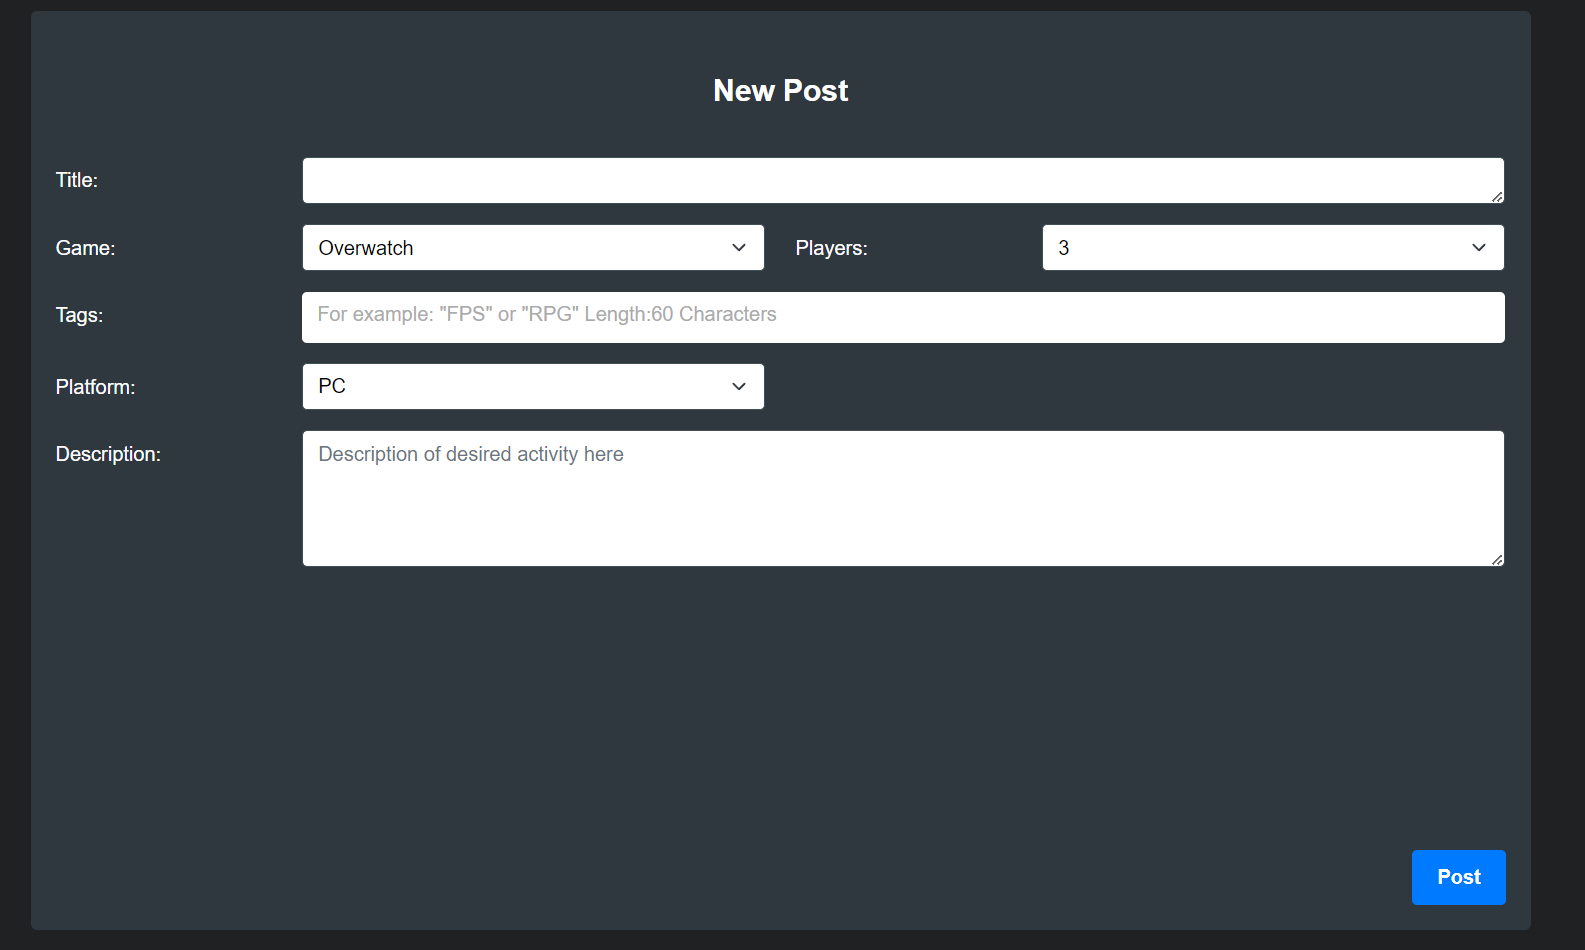 New Post
Title:
Game: Overwatch Players: 3
Tags: For example: "FPS" or "RPG" Length:60 Characters
Platform: PC
Description: Description of desired activity here
Post